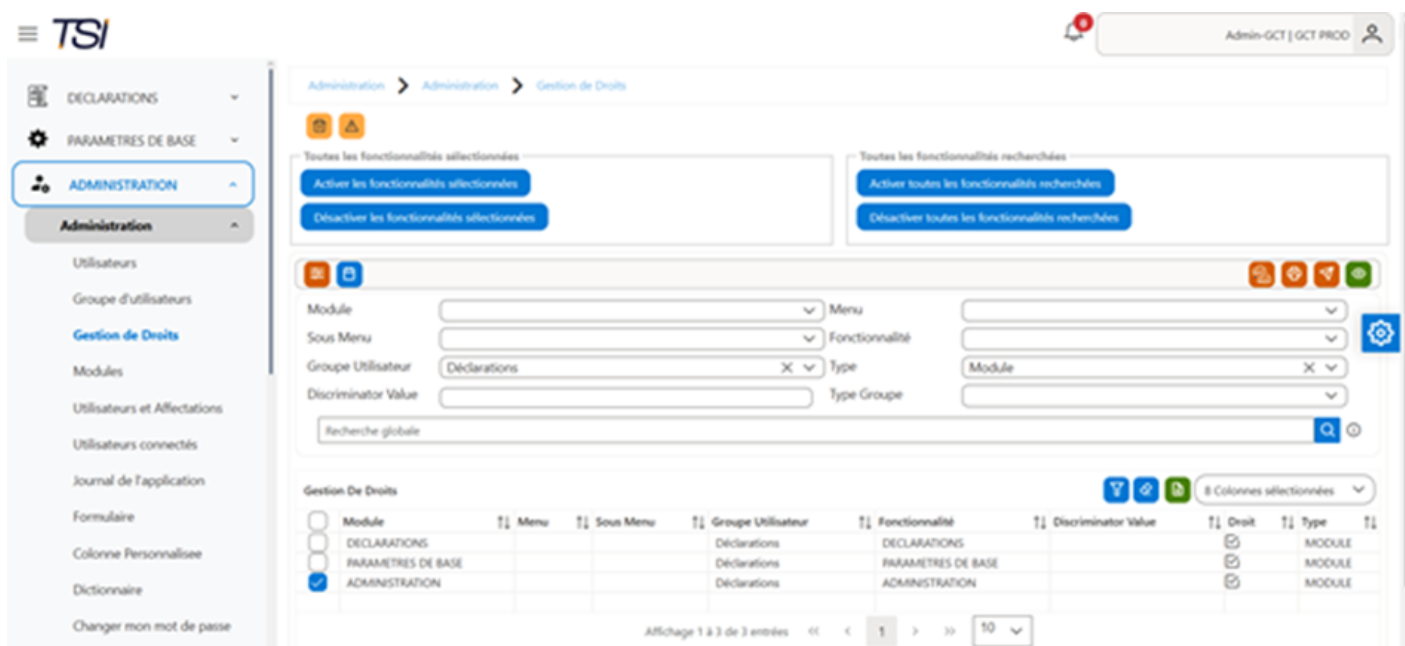 TSI
0
Admin-GCT | GCT PROD
DECLARATIONS
PARAMETRES DE BASE
ADMINISTRATION
Administration
Utilisateurs
Groupe d'utilisateurs
Gestion de Droits
Modules
Utilisateurs et Affectations
Utilisateurs connectés
Journal de l'application
Formulaire
Colonne Personnalisee
Dictionnaire
Changer mon mot de passe
Administration Administration Gestion de Droits
Toutes les fonctionnalités sélectionnées
Activer les fonctionnalités sélectionnées
Désactiver les fonctionnalités sélectionnées
Toutes les fonctionnalités recherchées
Activer toutes les fonctionnalités recherchées
Désactiver toutes les fonctionnalités recherchées
Module Menu
Sous Menu Fonctionnalité
Groupe Utilisateur Déclarations Type Module
Discriminator Value Type Groupe
Recherche globale
Gestion De Droits 8 Colonnes sélectionnées
Module Menu Sous Menu Groupe Utilisateur Fonctionnalité Discriminator Value Droit Type
DECLARATIONS Déclarations DECLARATIONS MODULE
PARAMETRES DE BASE Déclarations PARAMETRES DE BASE MODULE
ADMINISTRATION Déclarations ADMINISTRATION MODULE
Affichage 1 à 3 de 3 entrées 1 10